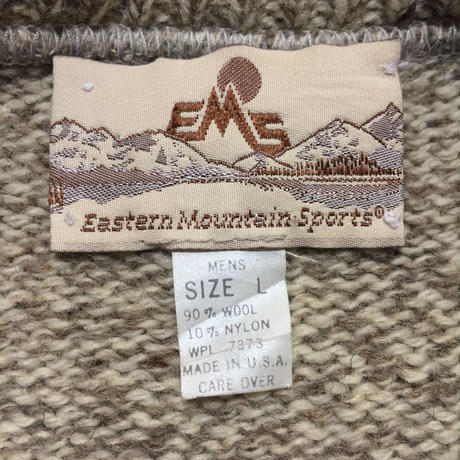 EMS
Eastern Mountain Sports®
MENS
SIZE L
90% WOOL
10% NYLON
WPL 7373
MADE IN U.S.A.
CARE OVER